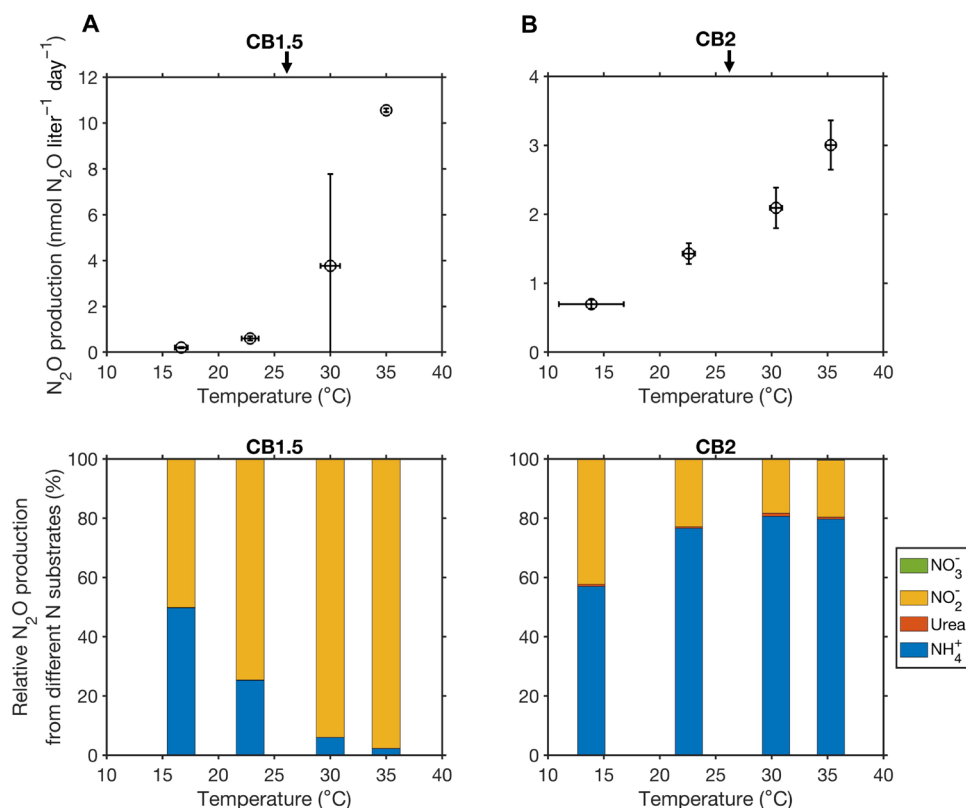 A
CB1.5
N₂O production (nmol N₂O liter⁻¹ day⁻¹)
12
10
8
6
4
2
0
10 15 20 25 30 35 40
Temperature (°C)
B
CB2
4
3
2
1
0
10 15 20 25 30 35 40
Temperature (°C)
CB1.5
Relative N₂O production
from different N substrates (%)
100
80
60
40
20
0
10 15 20 25 30 35 40
Temperature (°C)
CB2
100
80
60
40
20
0
10 15 20 25 30 35 40
Temperature (°C)
NO₃⁻
NO₂⁻
Urea
NH₄⁺